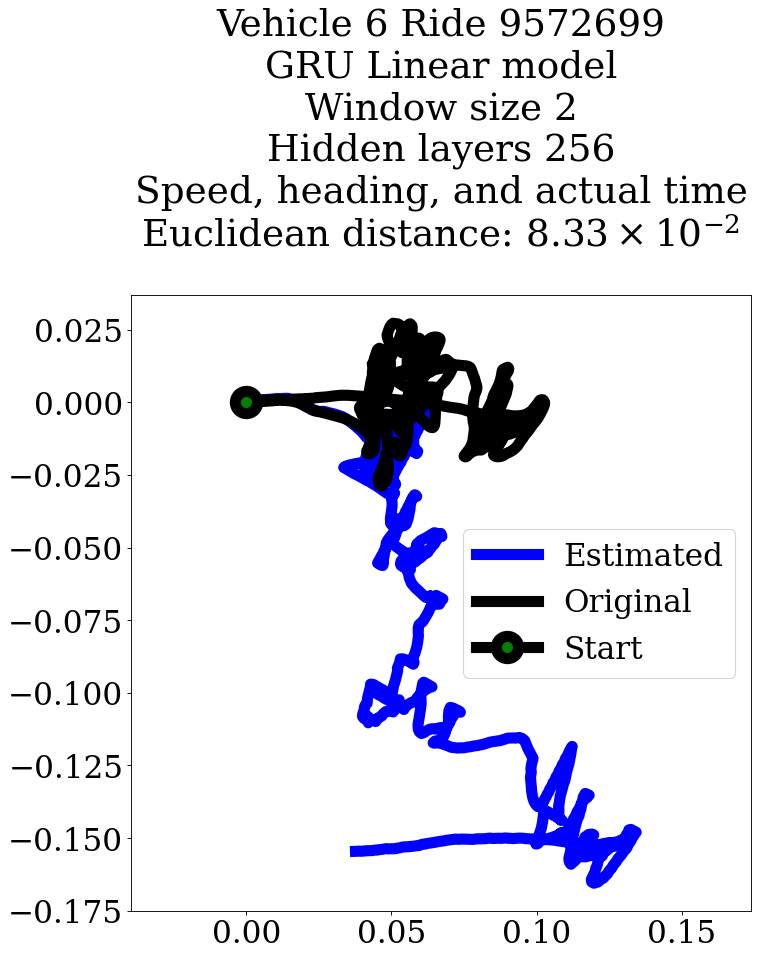 Vehicle 6 Ride 9572699
GRU Linear model
Window size 2
Hidden layers 256
Speed, heading, and actual time
Euclidean distance: 8.33 × 10⁻²
0.025
0.000
−0.025
−0.050
−0.075
−0.100
−0.125
−0.150
−0.175
Estimated
Original
Start
0.00 0.05 0.10 0.15